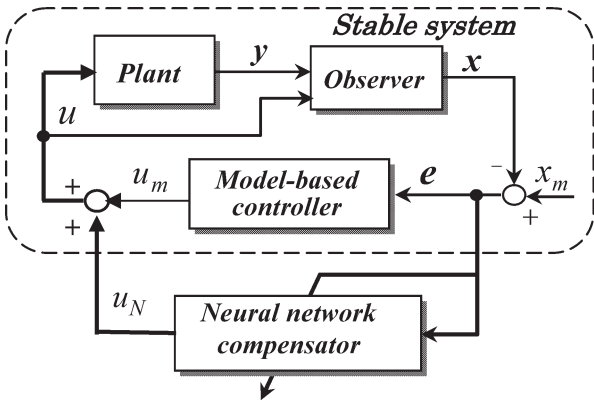 Stable system
Plant
y
Observer
x
u
u_m
Model-based
controller
e
−
x_m
+
+
+
u_N
Neural network
compensator